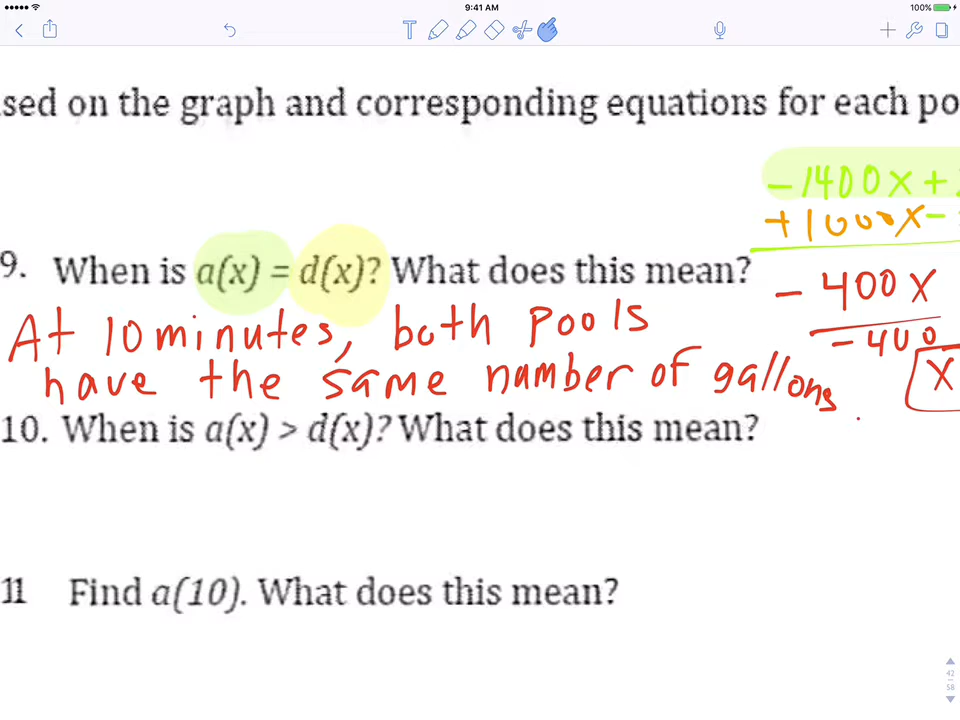 9:41 AM
100%
T
sed on the graph and corresponding equations for each po
-1400x +
+1000x -
9. When is a(x) = d(x)? What does this mean?
-400x
-400
At 10 minutes, both pools
have the same number of gallons.
x
10. When is a(x) > d(x)? What does this mean?
11 Find a(10). What does this mean?
42
58